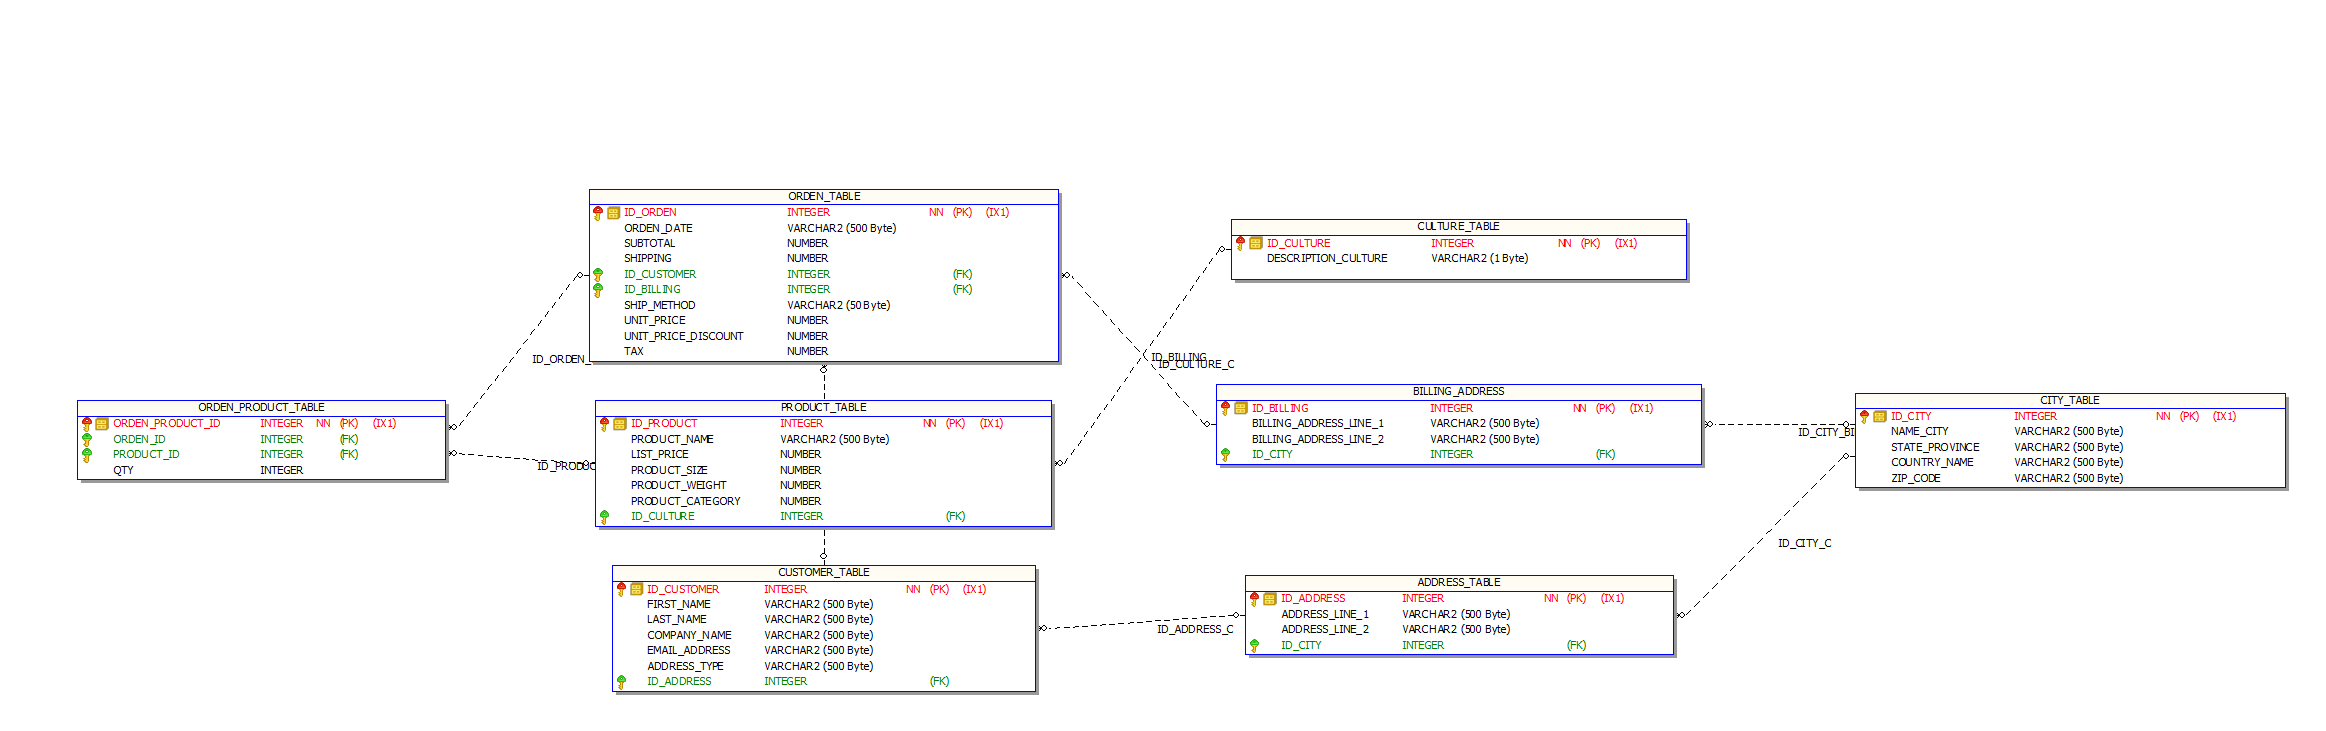 ORDEN_TABLE
ID_ORDEN INTEGER NN (PK) (IX1)
ORDEN_DATE VARCHAR2 (500 Byte)
SUBTOTAL NUMBER
SHIPPING NUMBER
ID_CUSTOMER INTEGER (FK)
ID_BILLING INTEGER (FK)
SHIP_METHOD VARCHAR2 (50 Byte)
UNIT_PRICE NUMBER
UNIT_PRICE_DISCOUNT NUMBER
TAX NUMBER
CULTURE_TABLE
ID_CULTURE INTEGER NN (PK) (IX1)
DESCRIPTION_CULTURE VARCHAR2 (1 Byte)
ID_ORDEN_
ID_BILLING
ID_CULTURE_C
ORDEN_PRODUCT_TABLE
ORDEN_PRODUCT_ID INTEGER NN (PK) (IX1)
ORDEN_ID INTEGER (FK)
PRODUCT_ID INTEGER (FK)
QTY INTEGER
ID_PRODUC
PRODUCT_TABLE
ID_PRODUCT INTEGER NN (PK) (IX1)
PRODUCT_NAME VARCHAR2 (500 Byte)
LIST_PRICE NUMBER
PRODUCT_SIZE NUMBER
PRODUCT_WEIGHT NUMBER
PRODUCT_CATEGORY NUMBER
ID_CULTURE INTEGER (FK)
BILLING_ADDRESS
ID_BILLING INTEGER NN (PK) (IX1)
BILLING_ADDRESS_LINE_1 VARCHAR2 (500 Byte)
BILLING_ADDRESS_LINE_2 VARCHAR2 (500 Byte)
ID_CITY INTEGER (FK)
ID_CITY_BI
CITY_TABLE
ID_CITY INTEGER NN (PK) (IX1)
NAME_CITY VARCHAR2 (500 Byte)
STATE_PROVINCE VARCHAR2 (500 Byte)
COUNTRY_NAME VARCHAR2 (500 Byte)
ZIP_CODE VARCHAR2 (500 Byte)
ID_CITY_C
CUSTOMER_TABLE
ID_CUSTOMER INTEGER NN (PK) (IX1)
FIRST_NAME VARCHAR2 (500 Byte)
LAST_NAME VARCHAR2 (500 Byte)
COMPANY_NAME VARCHAR2 (500 Byte)
EMAIL_ADDRESS VARCHAR2 (500 Byte)
ADDRESS_TYPE VARCHAR2 (500 Byte)
ID_ADDRESS INTEGER (FK)
ID_ADDRESS_C
ADDRESS_TABLE
ID_ADDRESS INTEGER NN (PK) (IX1)
ADDRESS_LINE_1 VARCHAR2 (500 Byte)
ADDRESS_LINE_2 VARCHAR2 (500 Byte)
ID_CITY INTEGER (FK)